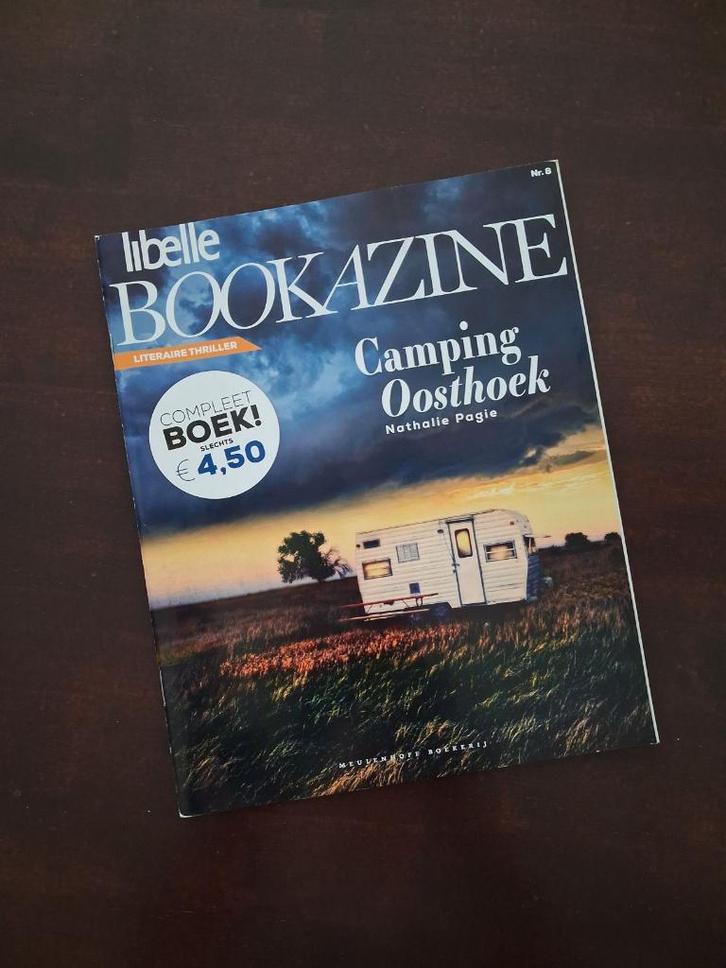 Nr. 8
libelle
BOOKAZINE
LITERAIRE THRILLER
Camping
Oosthoek
Nathalie Pagie
COMPLEET
BOEK!
SLECHTS
€ 4,50
MEULENHOFF BOEKERIJ